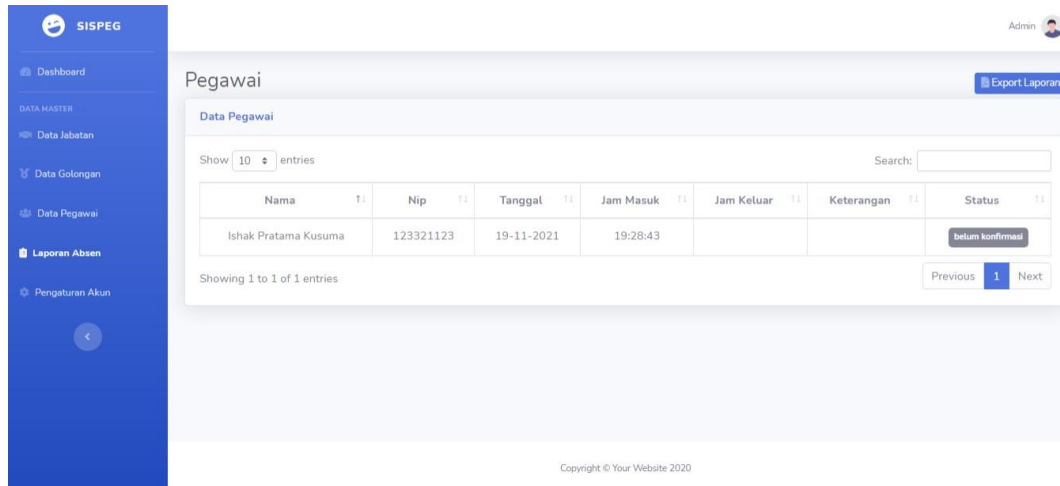 SISPEG
Admin
Dashboard
DATA MASTER
Data Jabatan
Data Golongan
Data Pegawai
Laporan Absen
Pengaturan Akun
Pegawai
Export Laporan
Data Pegawai
Show 10 entries
Search:
Nama Nip Tanggal Jam Masuk Jam Keluar Keterangan Status
Ishak Pratama Kusuma 123321123 19-11-2021 19:28:43 belum konfirmasi
Showing 1 to 1 of 1 entries
Previous 1 Next
Copyright © Your Website 2020